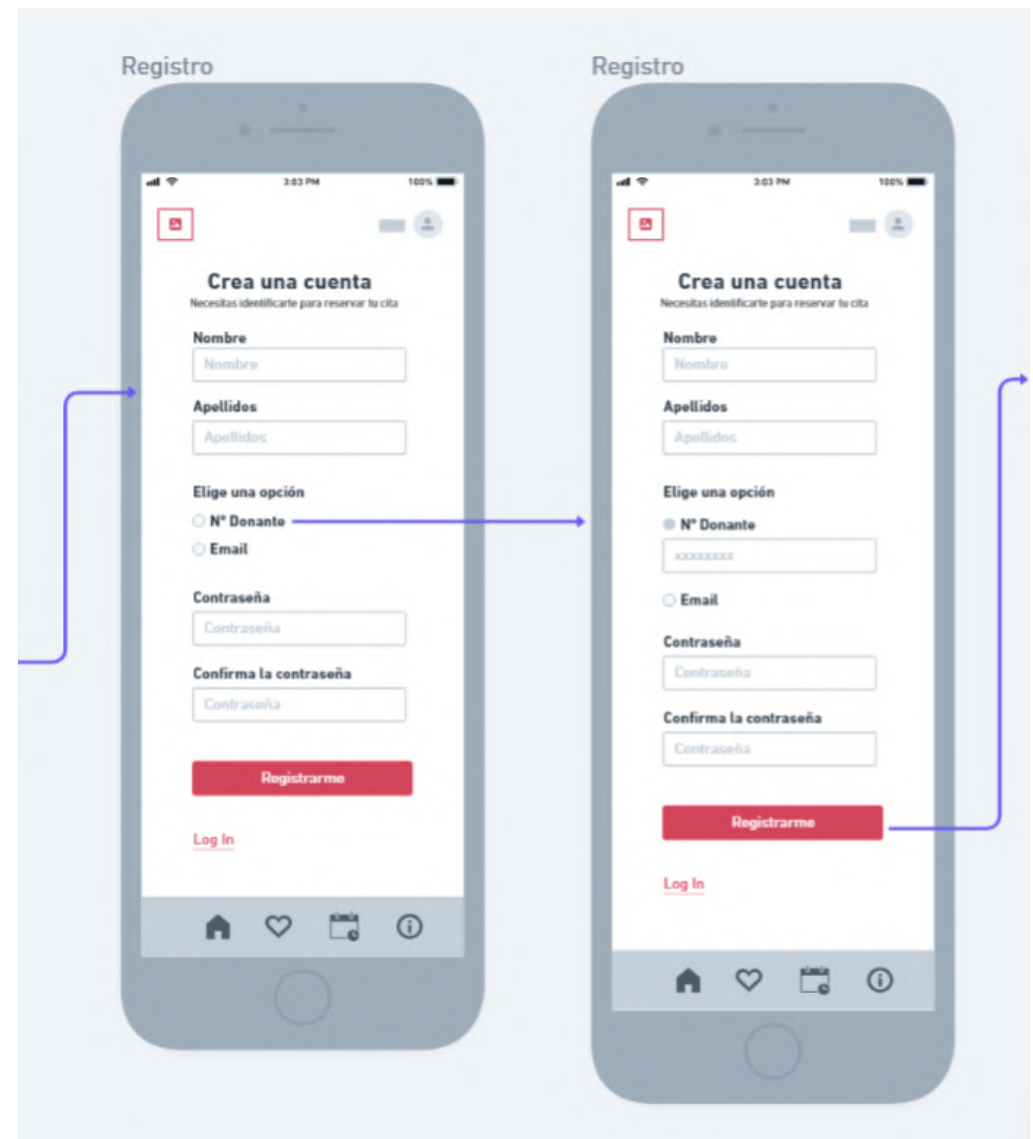 Registro
3:03 PM
100%
Crea una cuenta
Necesitas identificarte para reservar tu cita
Nombre
Nombre
Apellidos
Apellidos
Elige una opción
Nº Donante
Email
Contraseña
Contraseña
Confirma la contraseña
Contraseña
Registrarme
Log In
Registro
3:03 PM
100%
Crea una cuenta
Necesitas identificarte para reservar tu cita
Nombre
Nombre
Apellidos
Apellidos
Elige una opción
Nº Donante
xxxxxxxx
Email
Contraseña
Contraseña
Confirma la contraseña
Contraseña
Registrarme
Log In